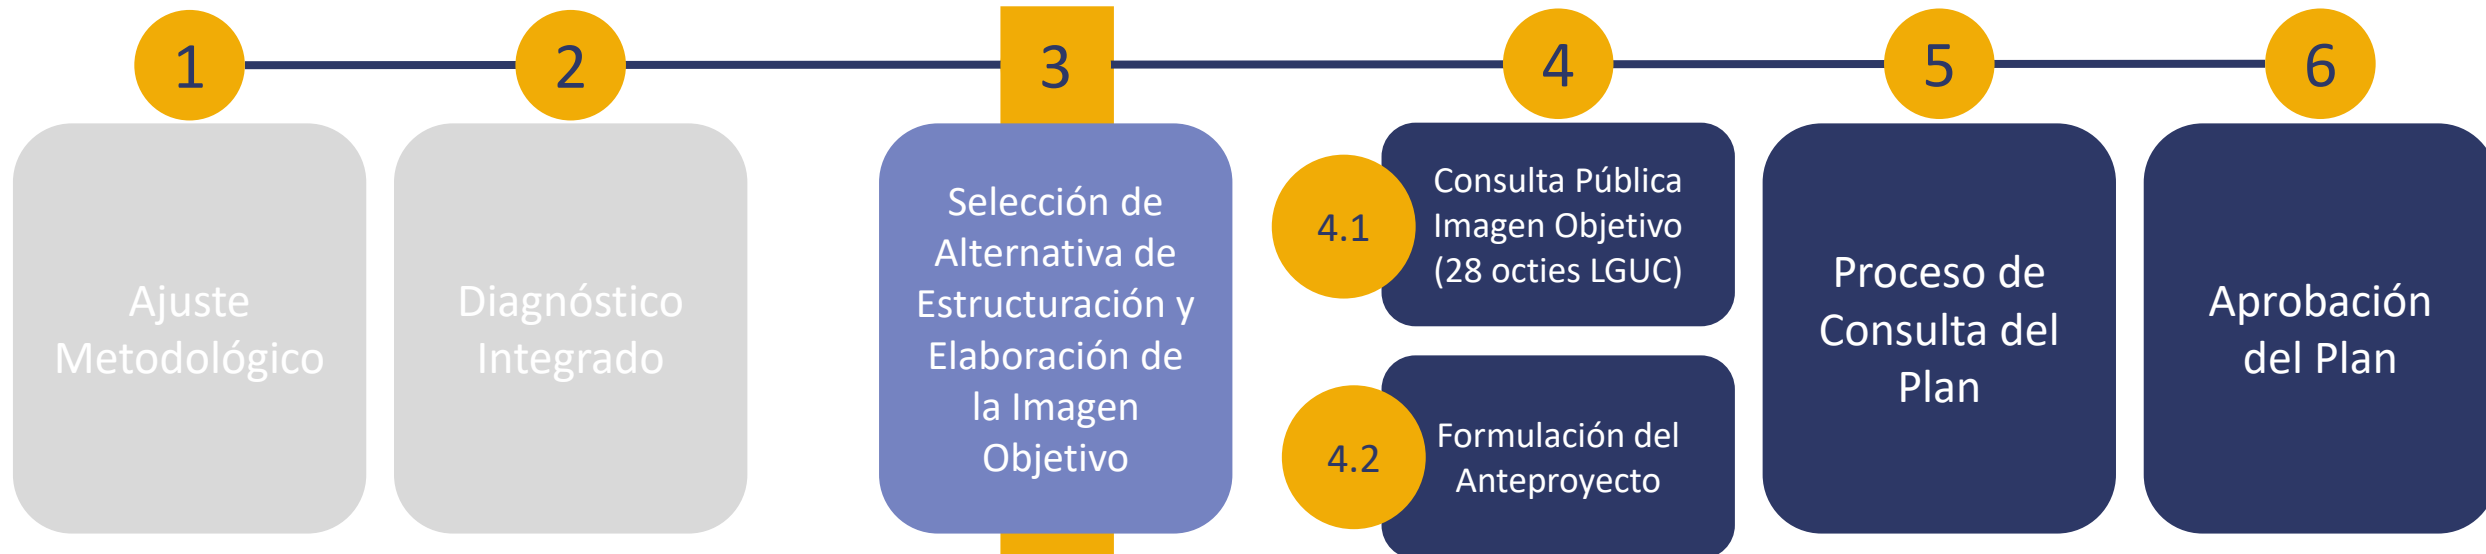 1
2
3
4
5
6
Ajuste
Metodológico
Diagnóstico
Integrado
Selección de
Alternativa de
Estructuración y
Elaboración de
la Imagen
Objetivo
4.1
Consulta Pública
Imagen Objetivo
(28 octies LGUC)
4.2
Formulación del
Anteproyecto
Proceso de
Consulta del
Plan
Aprobación
del Plan